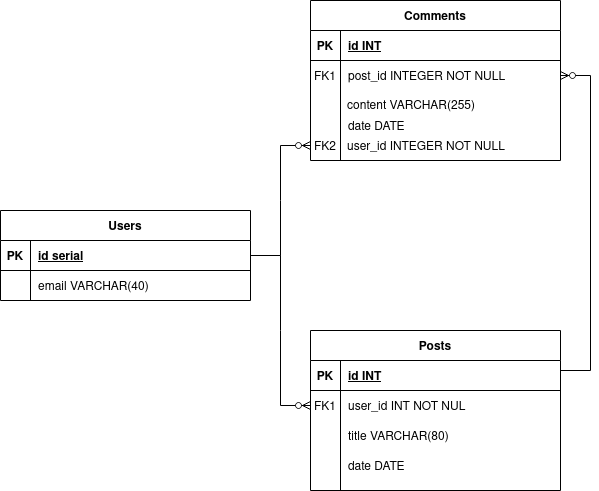 Comments
PK id INT
FK1 post_id INTEGER NOT NULL
content VARCHAR(255)
date DATE
FK2 user_id INTEGER NOT NULL
Users
PK id serial
email VARCHAR(40)
Posts
PK id INT
FK1 user_id INT NOT NUL
title VARCHAR(80)
date DATE